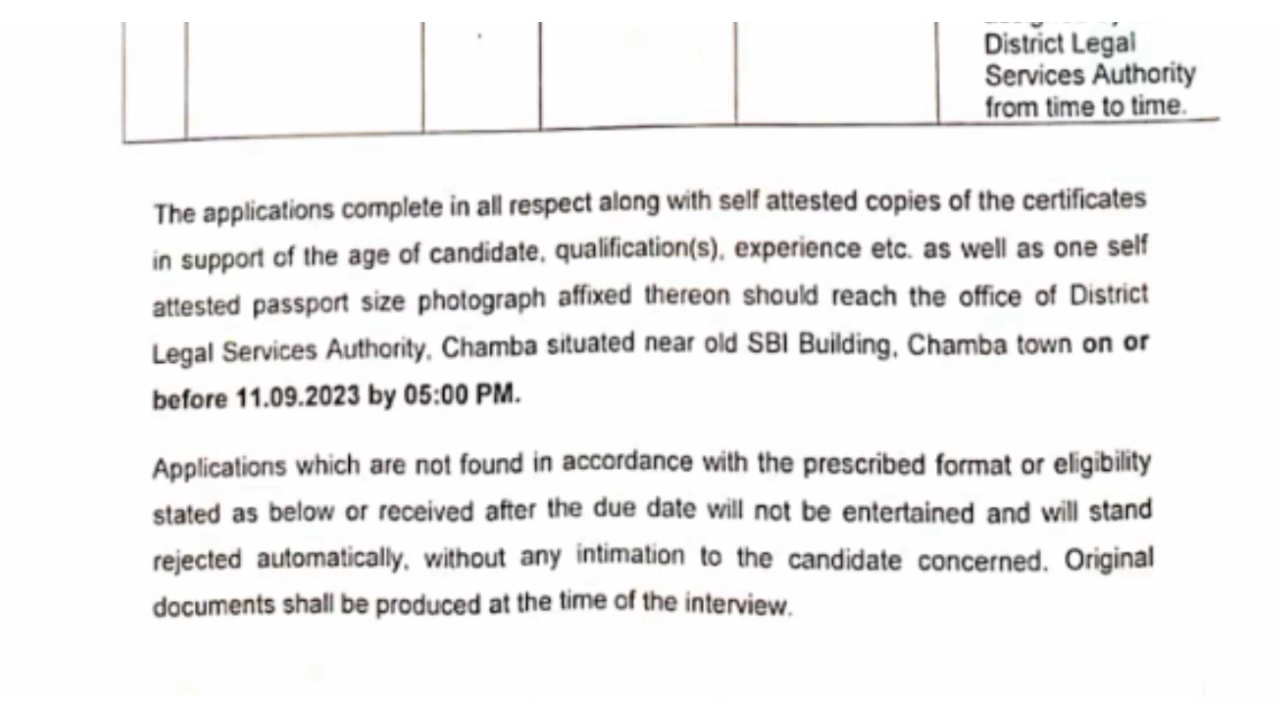 District Legal
Services Authority
from time to time.
The applications complete in all respect along with self attested copies of the certificates
in support of the age of candidate, qualification(s), experience etc. as well as one self
attested passport size photograph affixed thereon should reach the office of District
Legal Services Authority, Chamba situated near old SBI Building, Chamba town on or
before 11.09.2023 by 05:00 PM.
Applications which are not found in accordance with the prescribed format or eligibility
stated as below or received after the due date will not be entertained and will stand
rejected automatically, without any intimation to the candidate concerned. Original
documents shall be produced at the time of the interview.